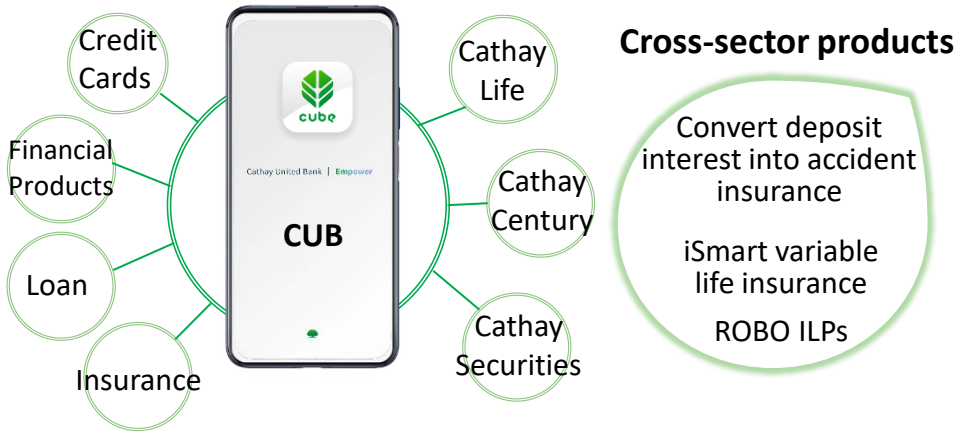 Credit
Cards
Financial
Products
Loan
Insurance
cube
Cathay United Bank | Empower
CUB
Cathay
Life
Cathay
Century
Cathay
Securities
Cross-sector products
Convert deposit
interest into accident
insurance
iSmart variable
life insurance
ROBO ILPs